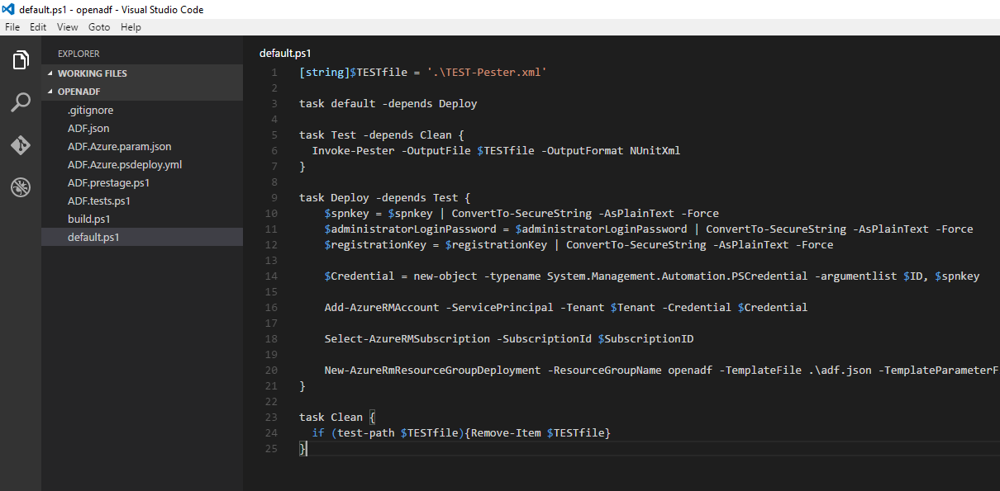 default.ps1 - openadf - Visual Studio Code
File Edit View Goto Help
EXPLORER
WORKING FILES
OPENADF
.gitignore
ADF.json
ADF.Azure.param.json
ADF.Azure.psdeploy.yml
ADF.prestage.ps1
ADF.tests.ps1
build.ps1
default.ps1
default.ps1
1 [string]$TESTfile = '.\TEST-Pester.xml'
2
3 task default -depends Deploy
4
5 task Test -depends Clean {
6 Invoke-Pester -OutputFile $TESTfile -OutputFormat NUnitXml
7 }
8
9 task Deploy -depends Test {
10 $spnkey = $spnkey | ConvertTo-SecureString -AsPlainText -Force
11 $administratorLoginPassword = $administratorLoginPassword | ConvertTo-SecureString -AsPlainText -Force
12 $registrationKey = $registrationKey | ConvertTo-SecureString -AsPlainText -Force
13
14 $Credential = new-object -typename System.Management.Automation.PSCredential -argumentlist $ID, $spnkey
15
16 Add-AzureRMAccount -ServicePrincipal -Tenant $Tenant -Credential $Credential
17
18 Select-AzureRMSubscription -SubscriptionId $SubscriptionID
19
20 New-AzureRmResourceGroupDeployment -ResourceGroupName openadf -TemplateFile .\adf.json -TemplateParameterF
21 }
22
23 task Clean {
24 if (test-path $TESTfile){Remove-Item $TESTfile}
25 }